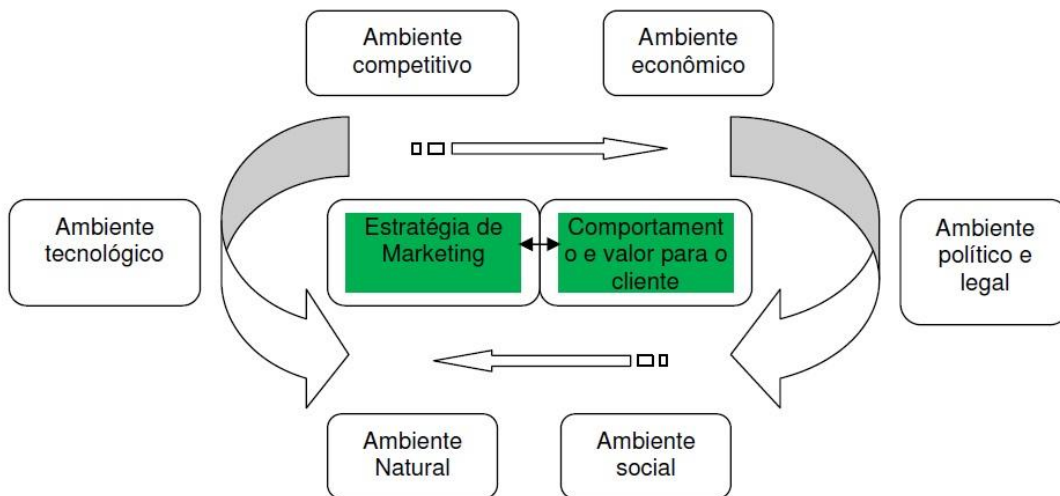 Ambiente
competitivo
Ambiente
econômico
Ambiente
tecnológico
Estratégia de
Marketing
Comportament
o e valor para o
cliente
Ambiente
político e
legal
Ambiente
Natural
Ambiente
social